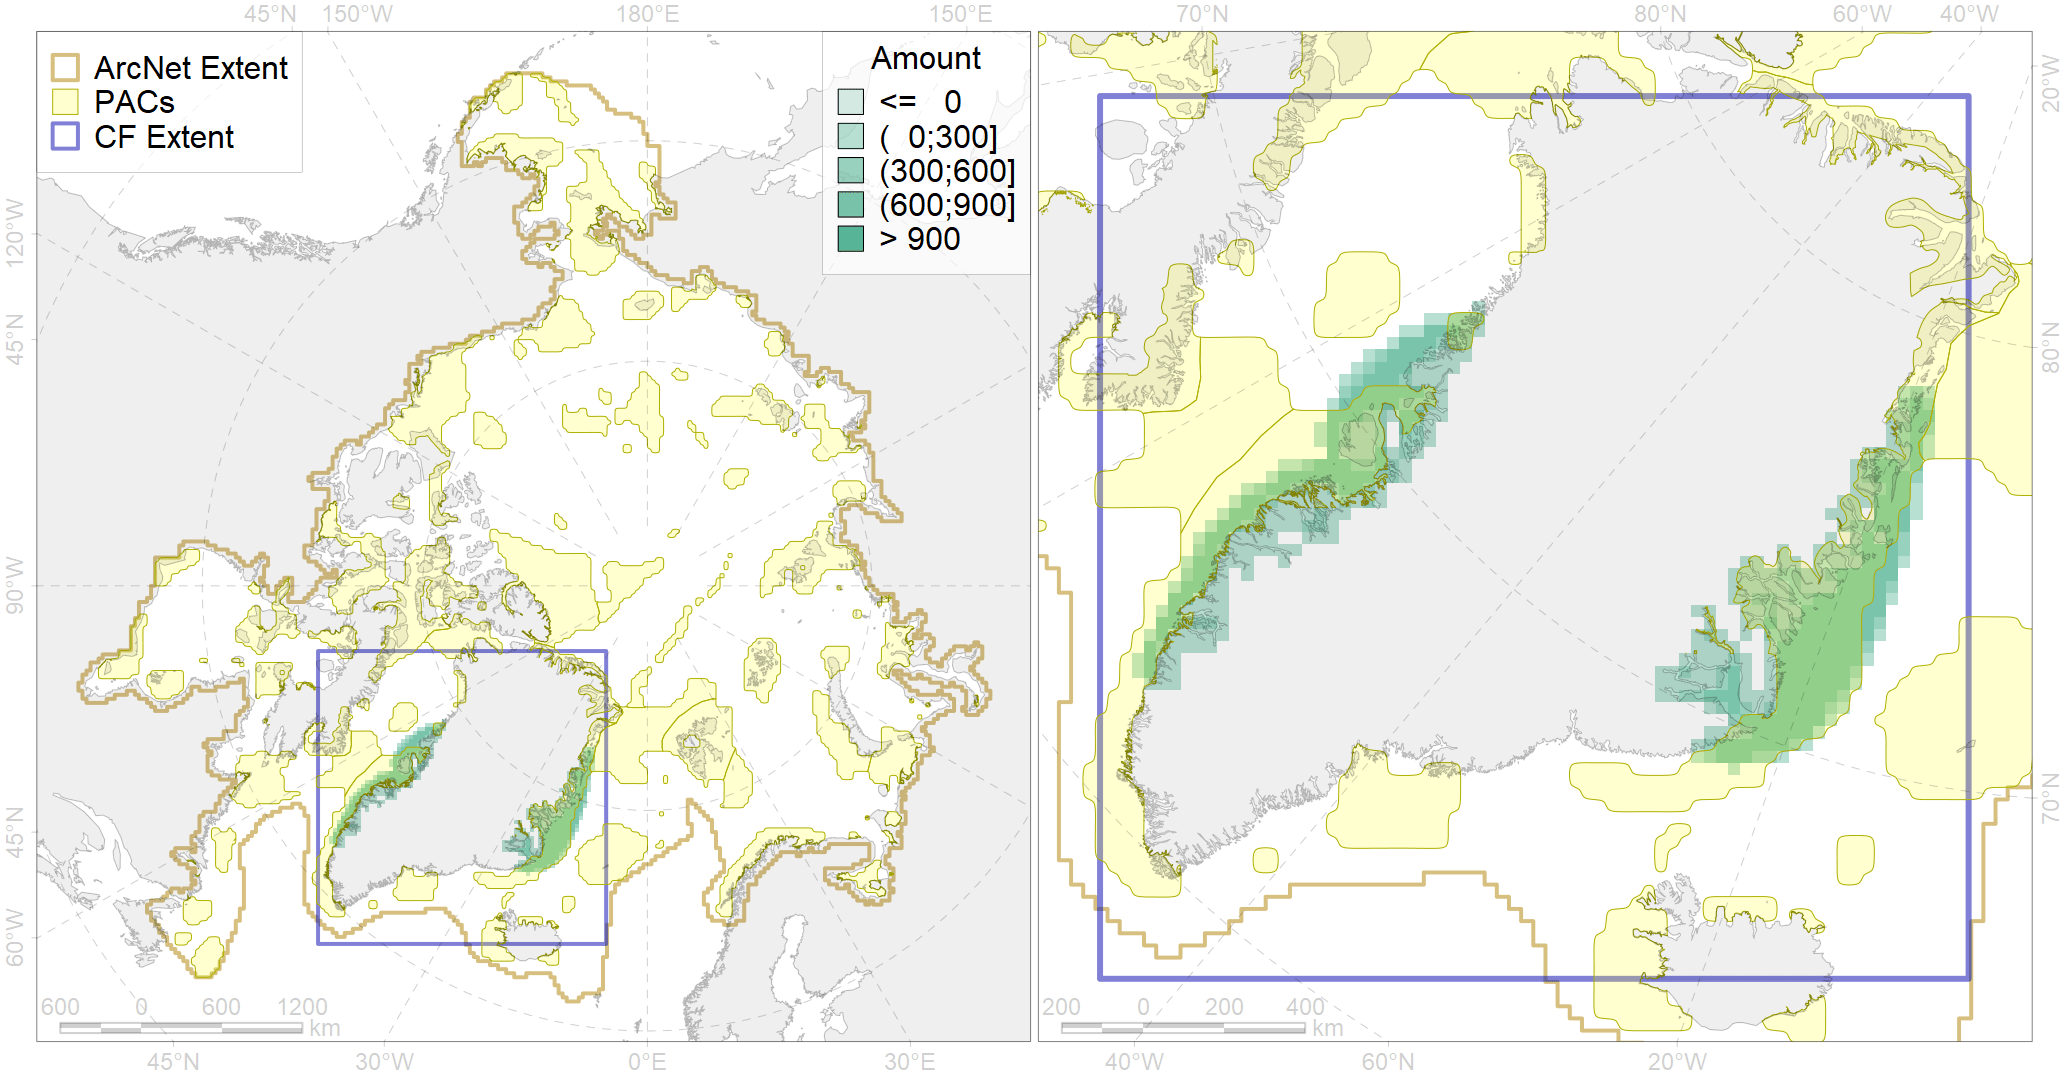 45°N 150°W 180°E 150°E 70°N 80°N 60°W 40°W
ArcNet Extent
PACs
CF Extent
Amount
<= 0
( 0;300]
(300;600]
(600;900]
> 900
120°W
45°N
90°W
45°N
60°W
20°W
80°N
70°N
600 0 600 1200
km
200 0 200 400
km
45°N 30°W 0°E 30°E 40°W 60°N 20°W